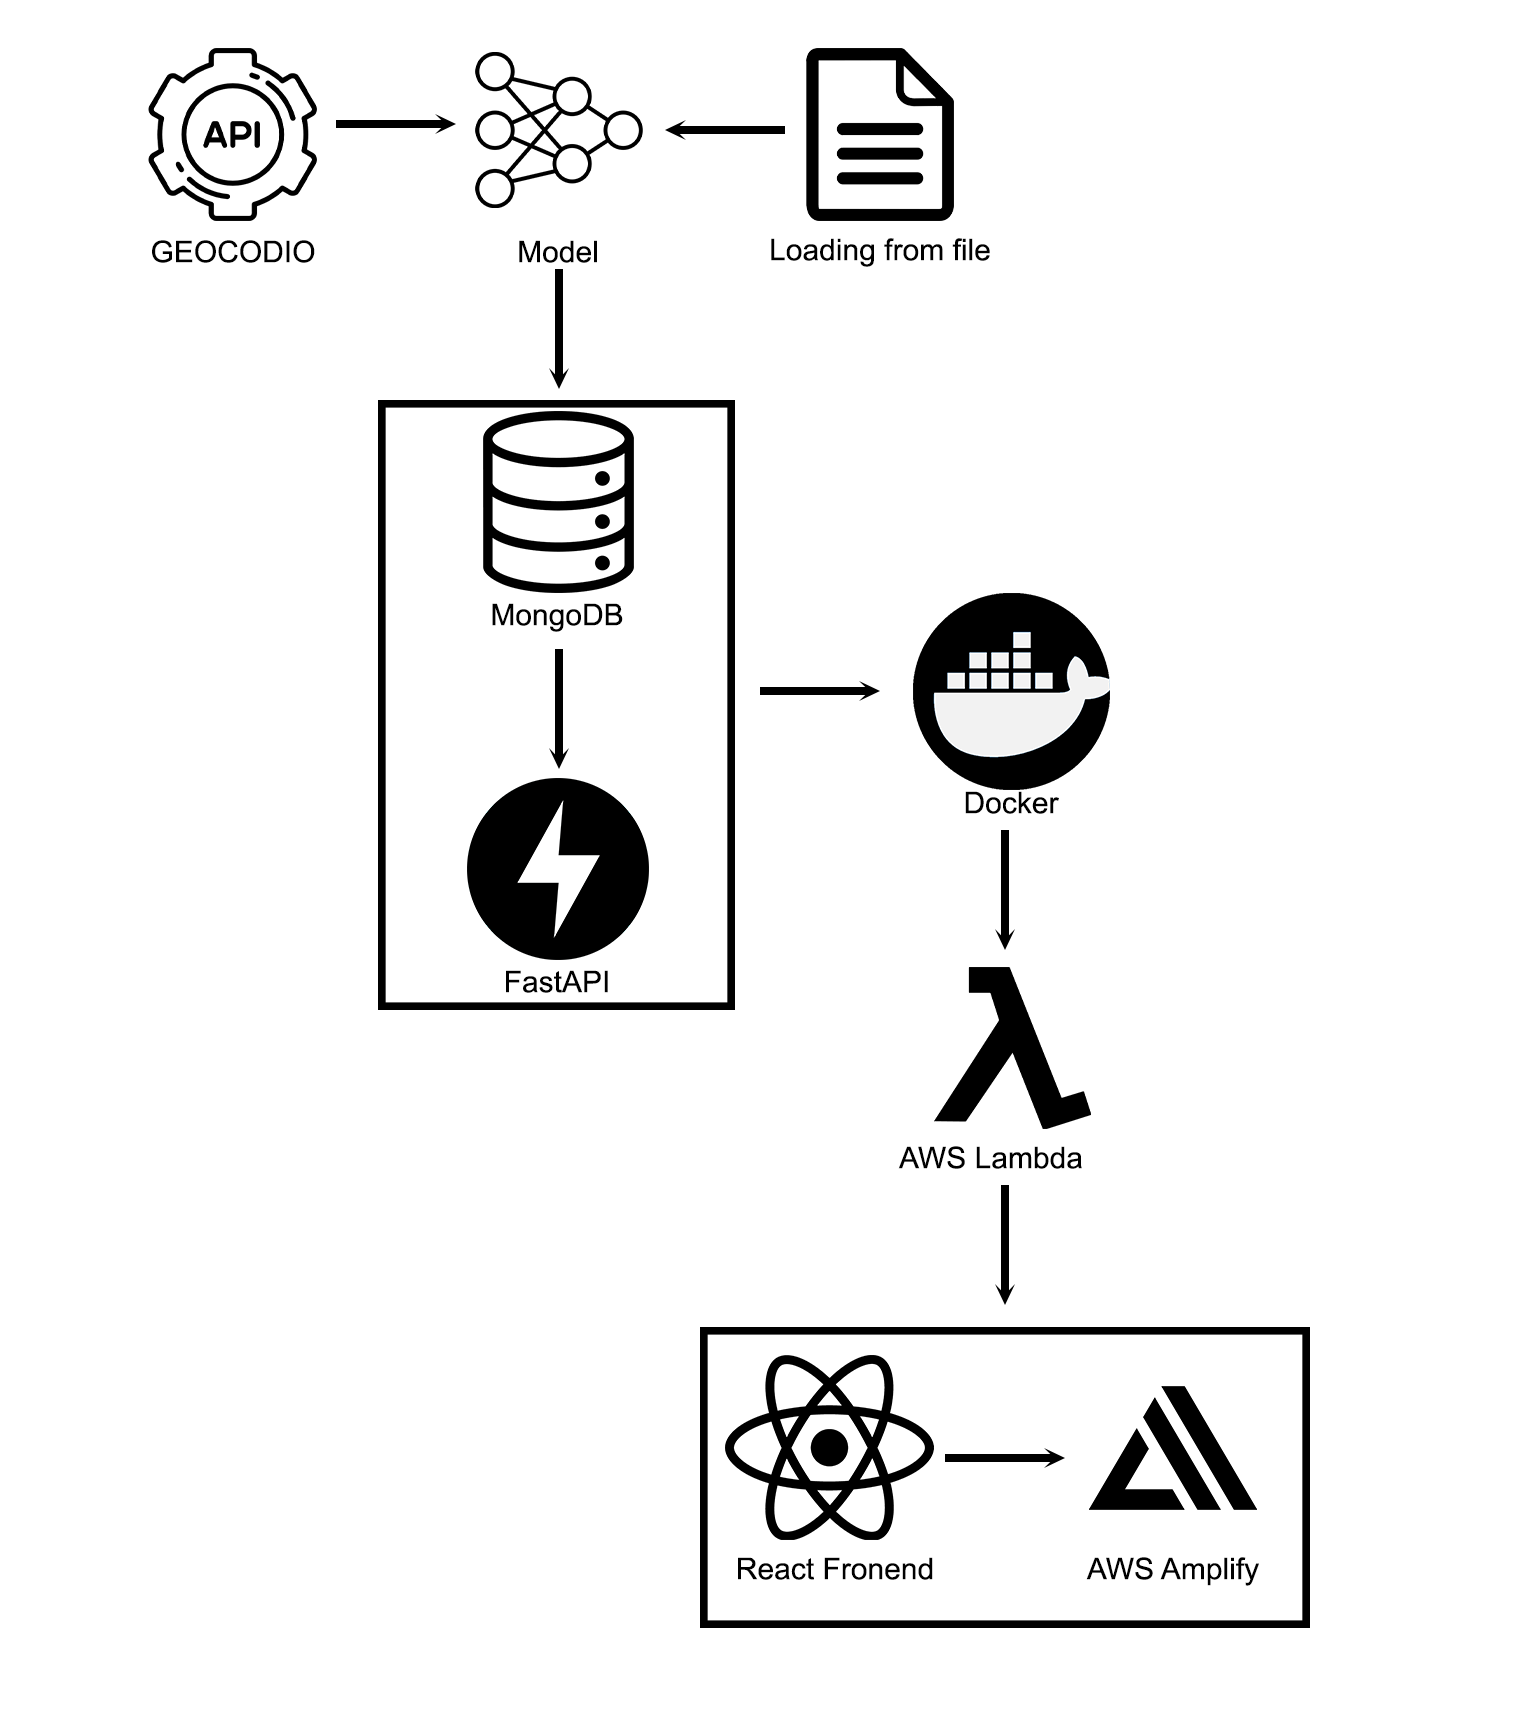 API
GEOCODIO
Model
Loading from file
MongoDB
FastAPI
Docker
AWS Lambda
React Fronend
AWS Amplify